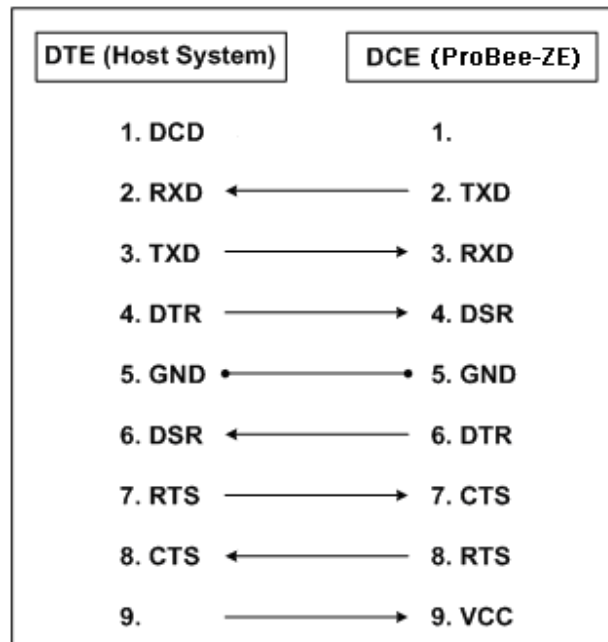 DTE (Host System) DCE (ProBee-ZE)
1. DCD 1.
2. RXD 2. TXD
3. TXD 3. RXD
4. DTR 4. DSR
5. GND 5. GND
6. DSR 6. DTR
7. RTS 7. CTS
8. CTS 8. RTS
9. 9. VCC